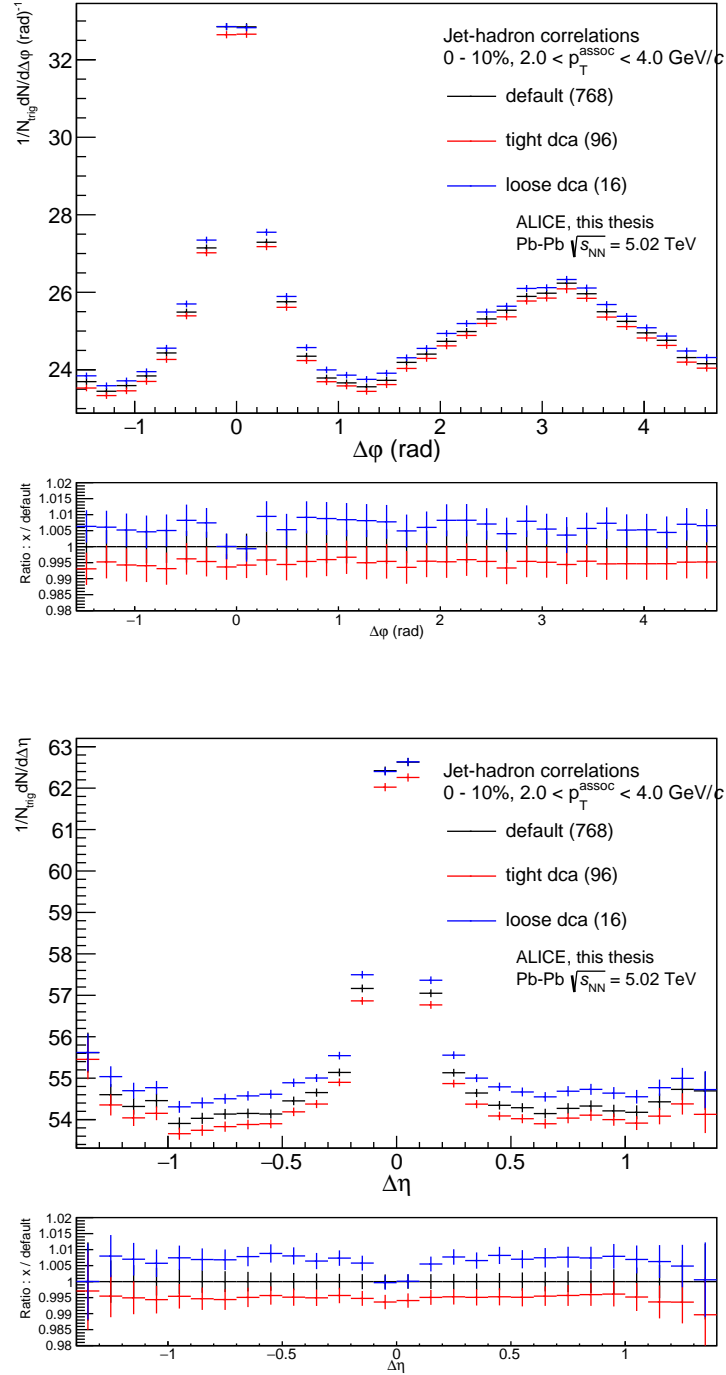 1/N_trig dN/dΔφ (rad)^-1
Jet-hadron correlations
0 - 10%, 2.0 < p_T^assoc < 4.0 GeV/c
default (768)
tight dca (96)
loose dca (16)
ALICE, this thesis
Pb-Pb √s_NN = 5.02 TeV
32
30
28
26
24
−1 0 1 2 3 4
Δφ (rad)
Ratio : x / default
1.02
1.015
1.01
1.005
1
0.995
0.99
0.985
0.98
−1 0 1 2 3 4
Δφ (rad)
1/N_trig dN/dΔη
Jet-hadron correlations
0 - 10%, 2.0 < p_T^assoc < 4.0 GeV/c
default (768)
tight dca (96)
loose dca (16)
ALICE, this thesis
Pb-Pb √s_NN = 5.02 TeV
63
62
61
60
59
58
57
56
55
54
−1 −0.5 0 0.5 1
Δη
Ratio : x / default
1.02
1.015
1.01
1.005
1
0.995
0.99
0.985
0.98
−1 −0.5 0 0.5 1
Δη